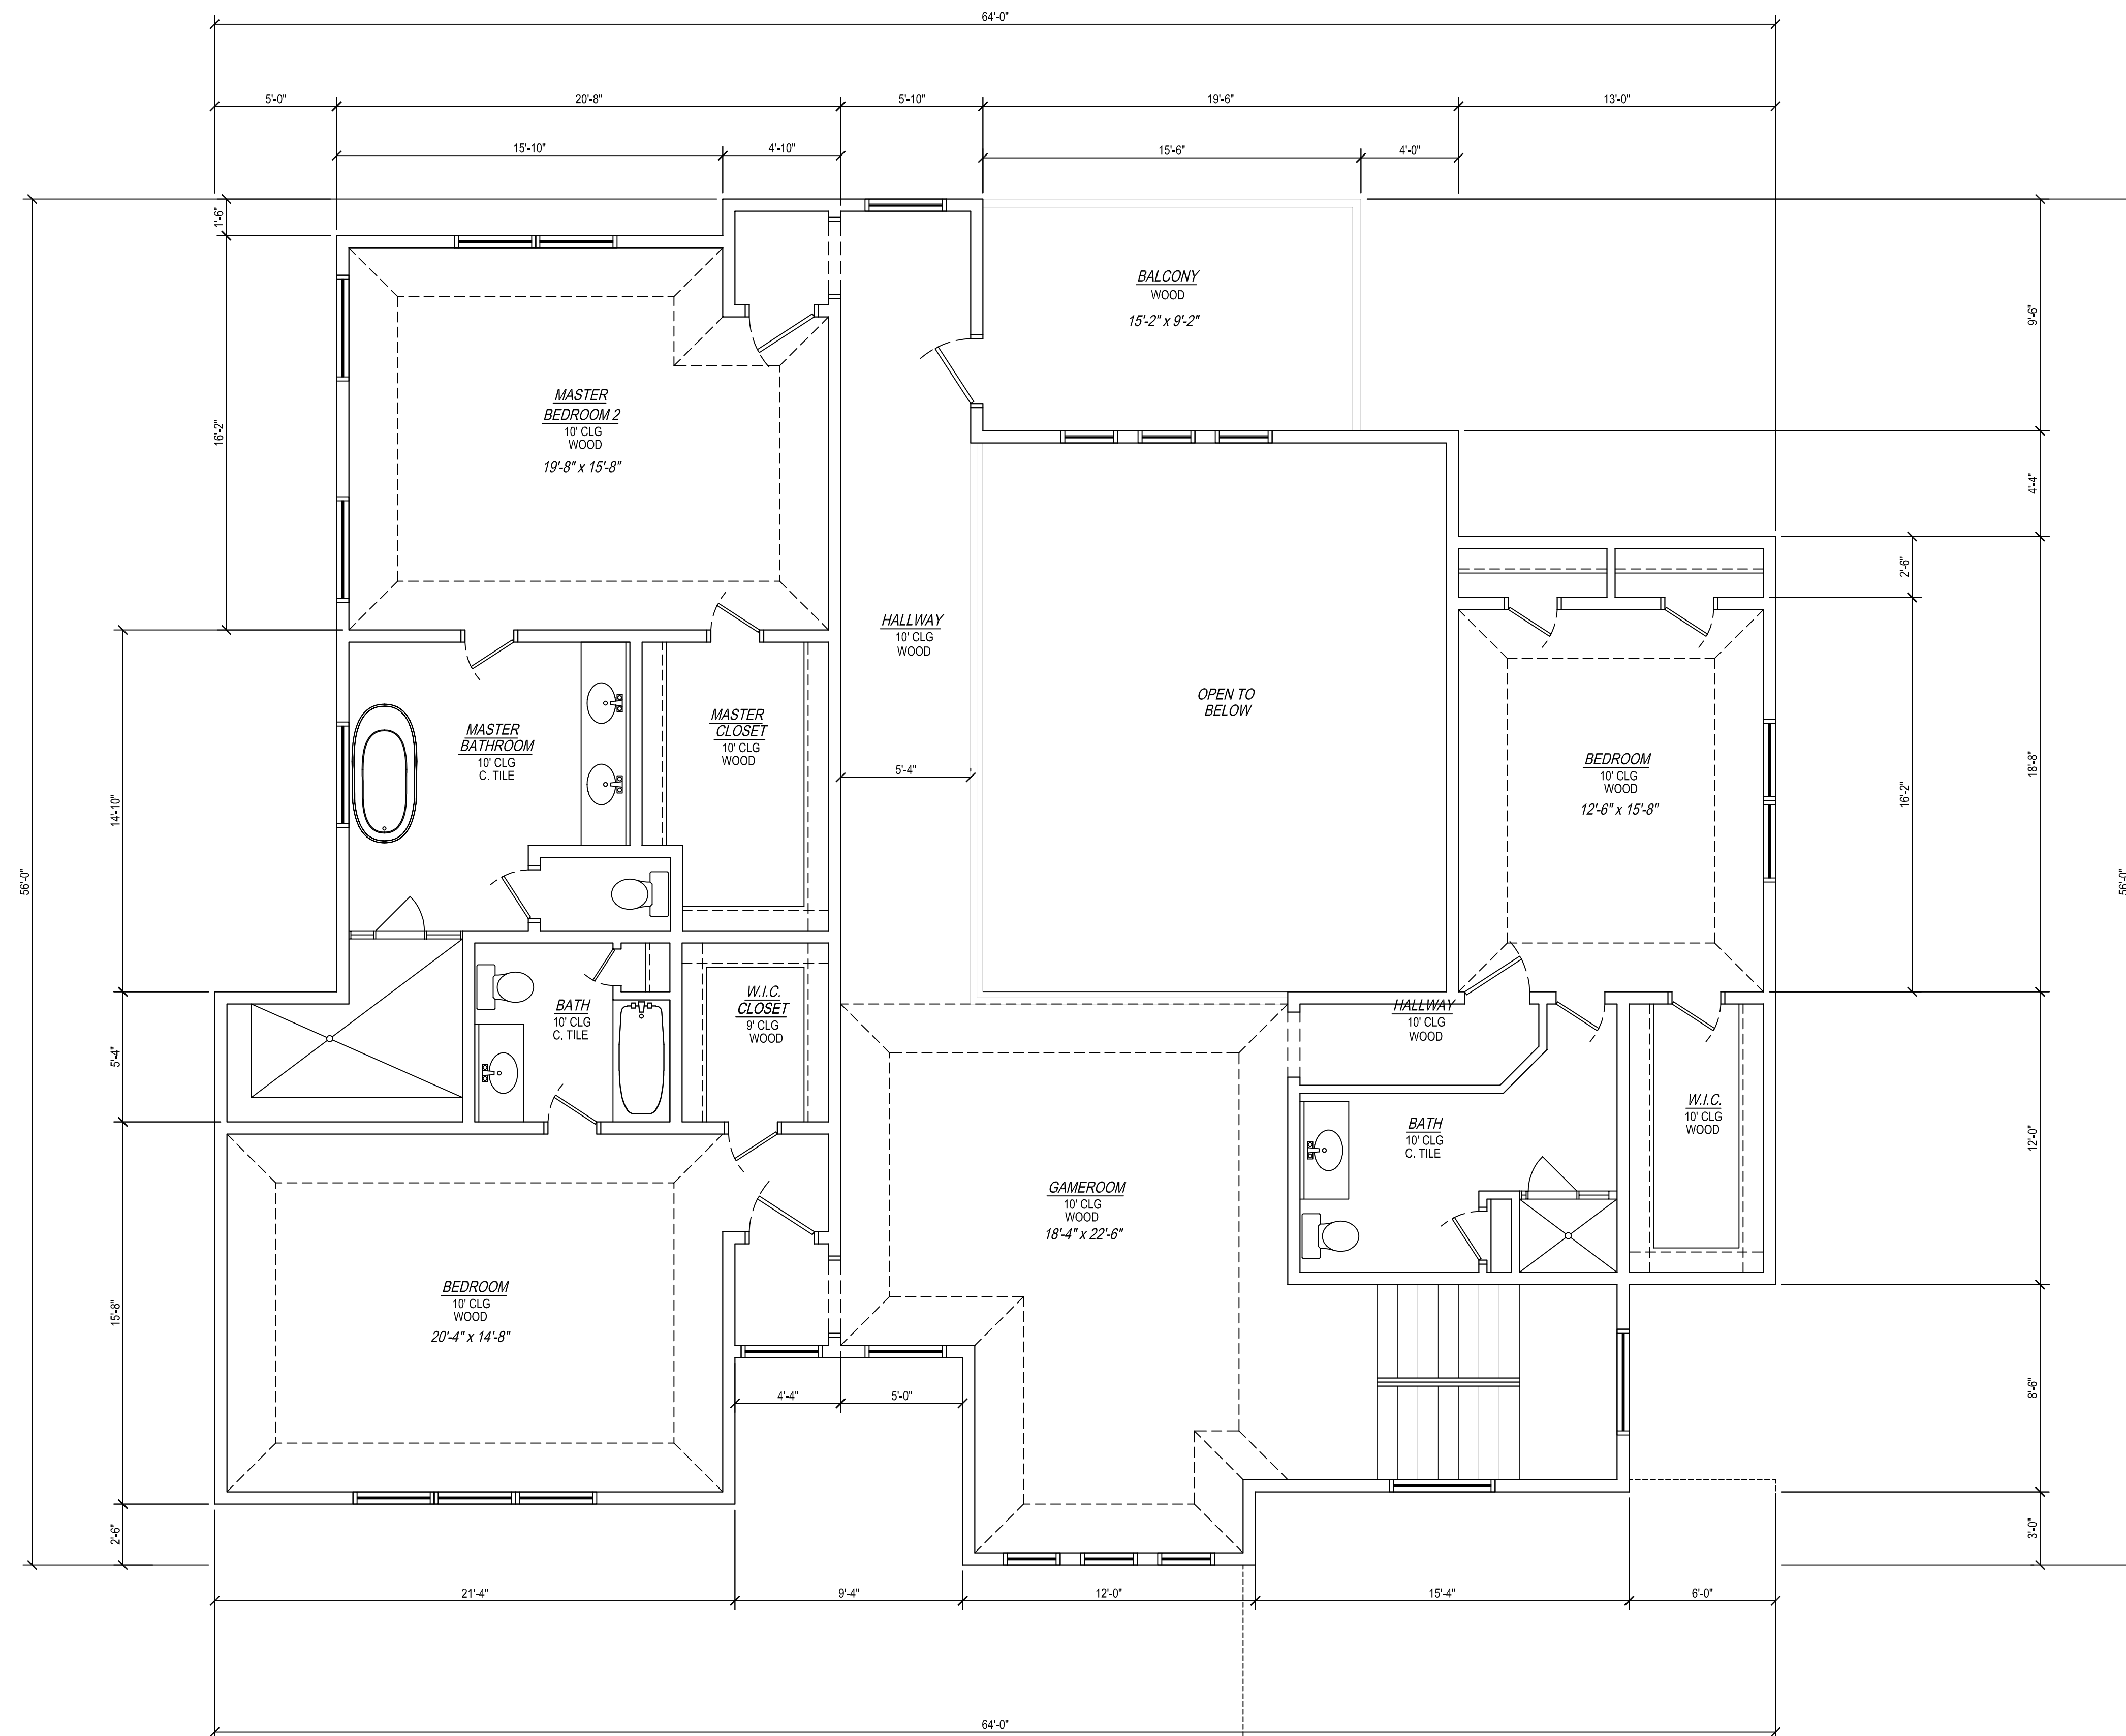 64'-0"
5'-0"
20'-8"
5'-10"
19'-6"
13'-0"
15'-10"
4'-10"
15'-6"
4'-0"
1'-6"
16'-2"
14'-10"
56'-0"
5'-4"
15'-8"
2'-6"
MASTER
BEDROOM 2
10' CLG
WOOD
19'-8" x 15'-8"
BALCONY
WOOD
15'-2" x 9'-2"
HALLWAY
10' CLG
WOOD
5'-4"
OPEN TO
BELOW
MASTER
BATHROOM
10' CLG
C. TILE
MASTER
CLOSET
10' CLG
WOOD
BEDROOM
10' CLG
WOOD
12'-6" x 15'-8"
BATH
10' CLG
C. TILE
W.I.C.
CLOSET
9' CLG
WOOD
HALLWAY
10' CLG
WOOD
BATH
10' CLG
C. TILE
W.I.C.
10' CLG
WOOD
GAMEROOM
10' CLG
WOOD
18'-4" x 22'-6"
BEDROOM
10' CLG
WOOD
20'-4" x 14'-8"
4'-4"
5'-0"
9'-6"
4'-4"
2'-6"
18'-8"
16'-2"
56'-0"
12'-0"
8'-6"
3'-0"
21'-4"
9'-4"
12'-0"
15'-4"
6'-0"
64'-0"